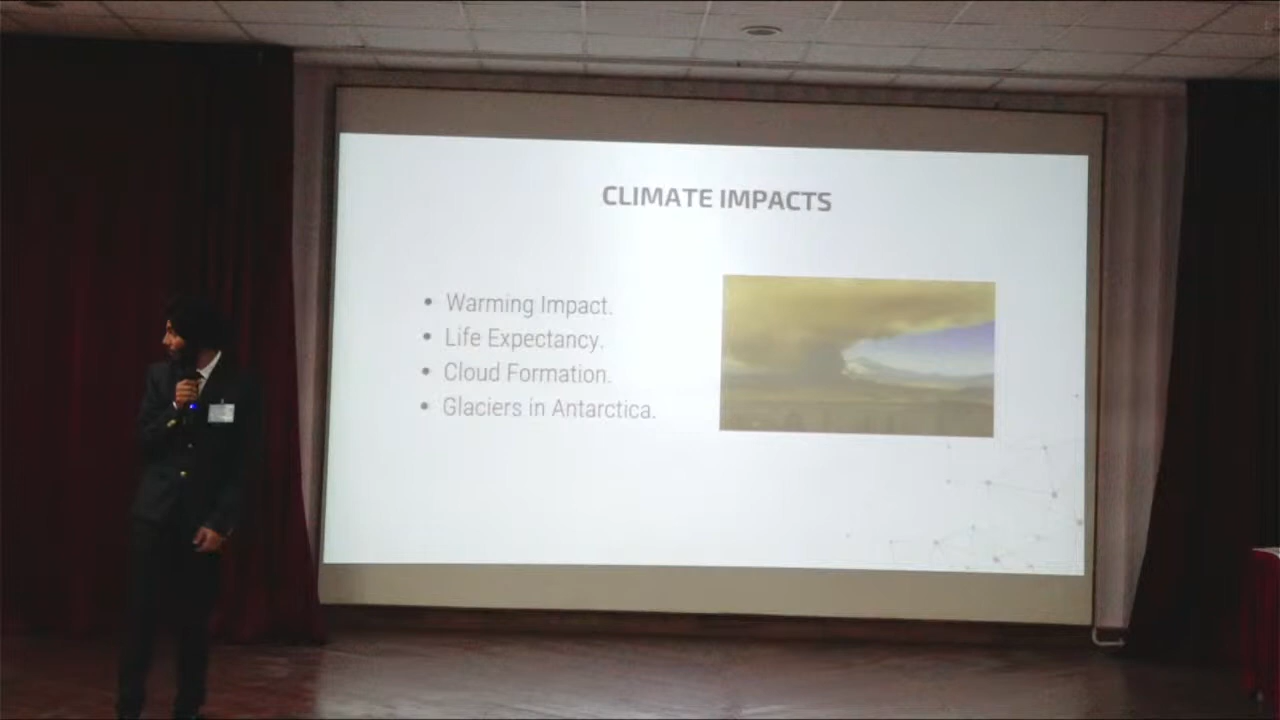 CLIMATE IMPACTS
• Warming Impact.
• Life Expectancy.
• Cloud Formation.
• Glaciers in Antarctica.